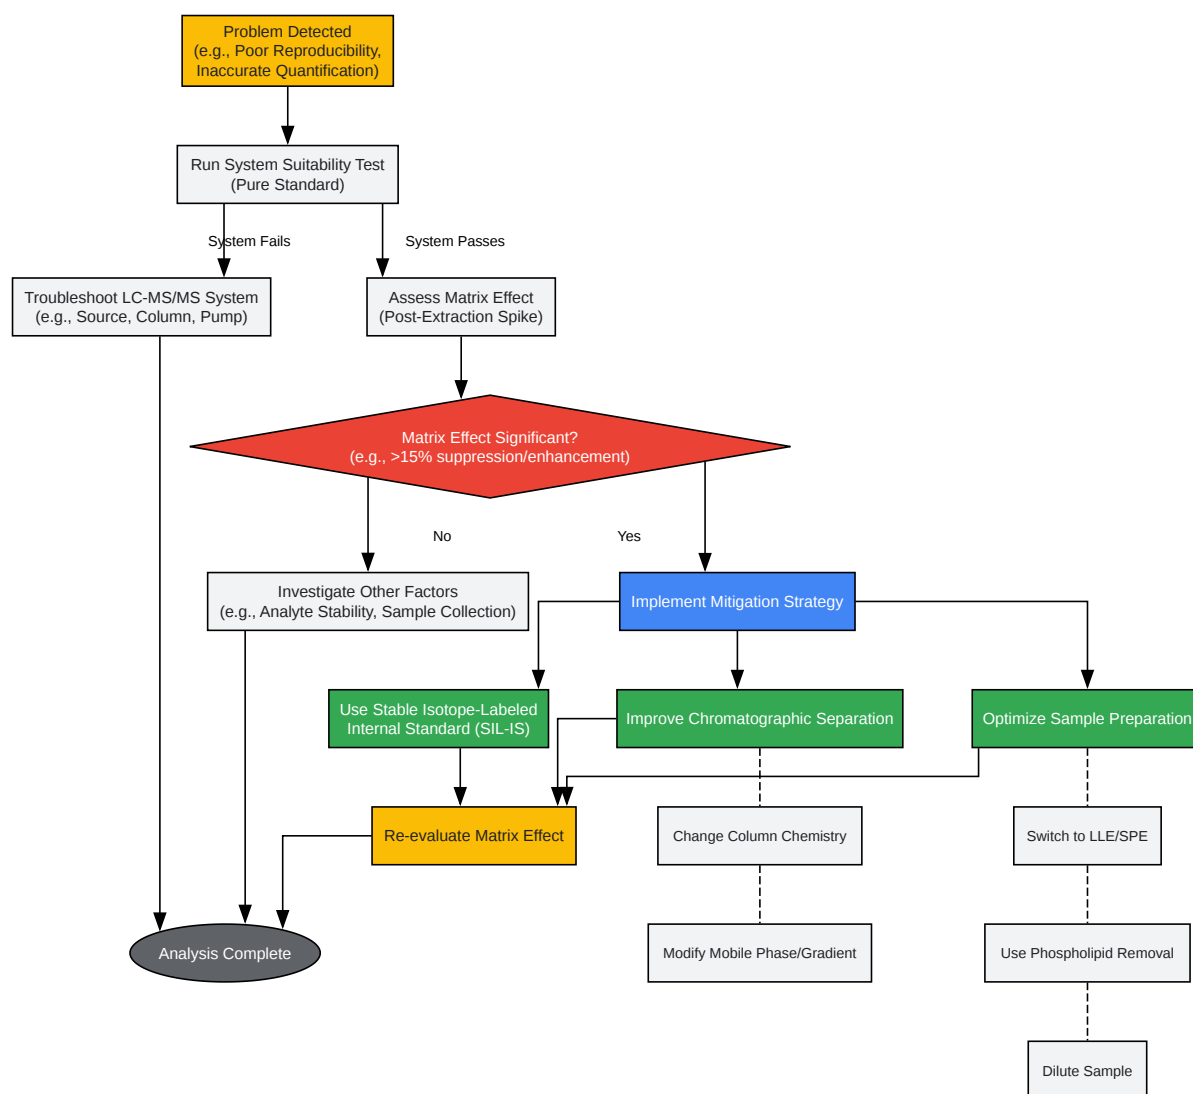 Problem Detected
(e.g., Poor Reproducibility,
Inaccurate Quantification)
Run System Suitability Test
(Pure Standard)
System Fails
System Passes
Troubleshoot LC-MS/MS System
(e.g., Source, Column, Pump)
Assess Matrix Effect
(Post-Extraction Spike)
Matrix Effect Significant?
(e.g., >15% suppression/enhancement)
No
Yes
Investigate Other Factors
(e.g., Analyte Stability, Sample Collection)
Implement Mitigation Strategy
Use Stable Isotope-Labeled
Internal Standard (SIL-IS)
Improve Chromatographic Separation
Optimize Sample Preparation
Re-evaluate Matrix Effect
Change Column Chemistry
Switch to LLE/SPE
Analysis Complete
Modify Mobile Phase/Gradient
Use Phospholipid Removal
Dilute Sample